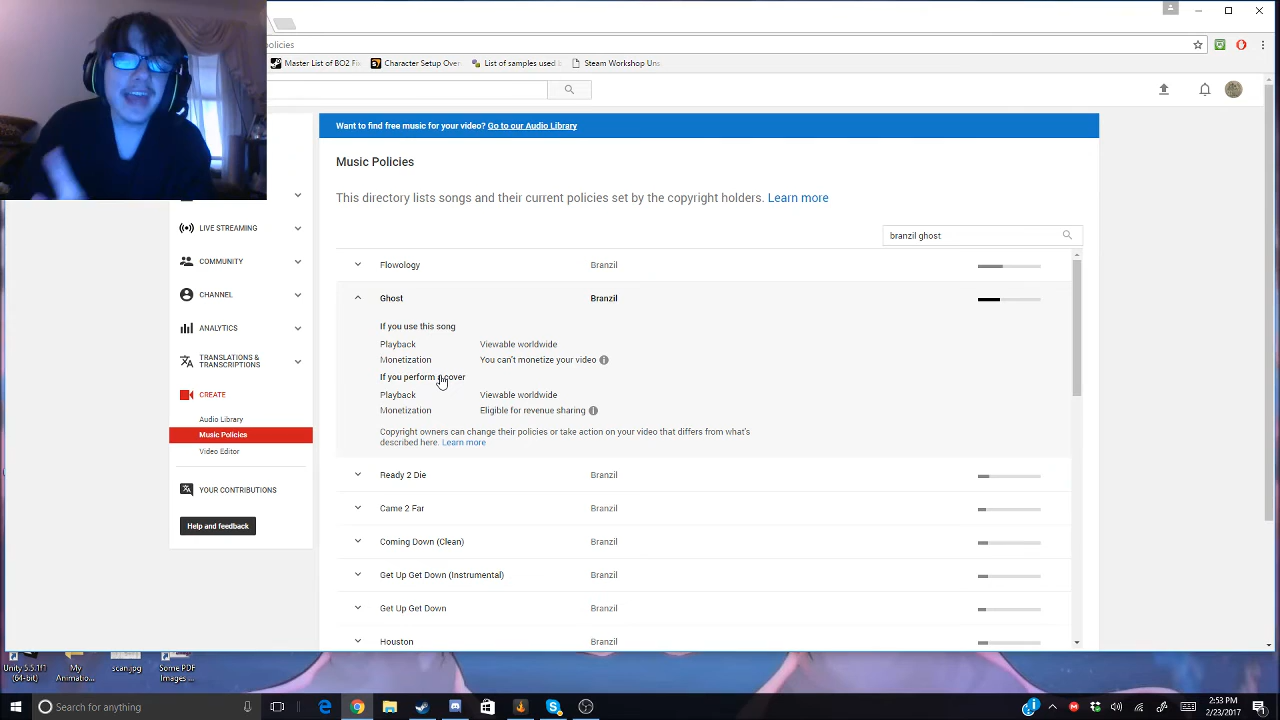 olicies
Master List of BO2 Fi
Character Setup Over
List of samples used
Steam Workshop Uns
Want to find free music for your video? Go to our Audio Library
Music Policies
This directory lists songs and their current policies set by the copyright holders. Learn more
branzil ghost
LIVE STREAMING
COMMUNITY
CHANNEL
ANALYTICS
TRANSLATIONS &
TRANSCRIPTIONS
CREATE
Audio Library
Music Policies
Video Editor
YOUR CONTRIBUTIONS
Help and feedback
Flowology Branzil
Ghost Branzil
If you use this song
Playback Viewable worldwide
Monetization You can't monetize your video
If you perform a cover
Playback Viewable worldwide
Monetization Eligible for revenue sharing
Copyright owners can change their policies or take action on your video that differs from what's
described here. Learn more
Ready 2 Die Branzil
Came 2 Far Branzil
Coming Down (Clean) Branzil
Get Up Get Down (Instrumental) Branzil
Get Up Get Down Branzil
Houston Branzil
Unity 5.5.1f1
(64-bit)
My
Animatio...
scan.jpg
Some PDF
Images ...
Search for anything
2:53 PM
2/23/2017